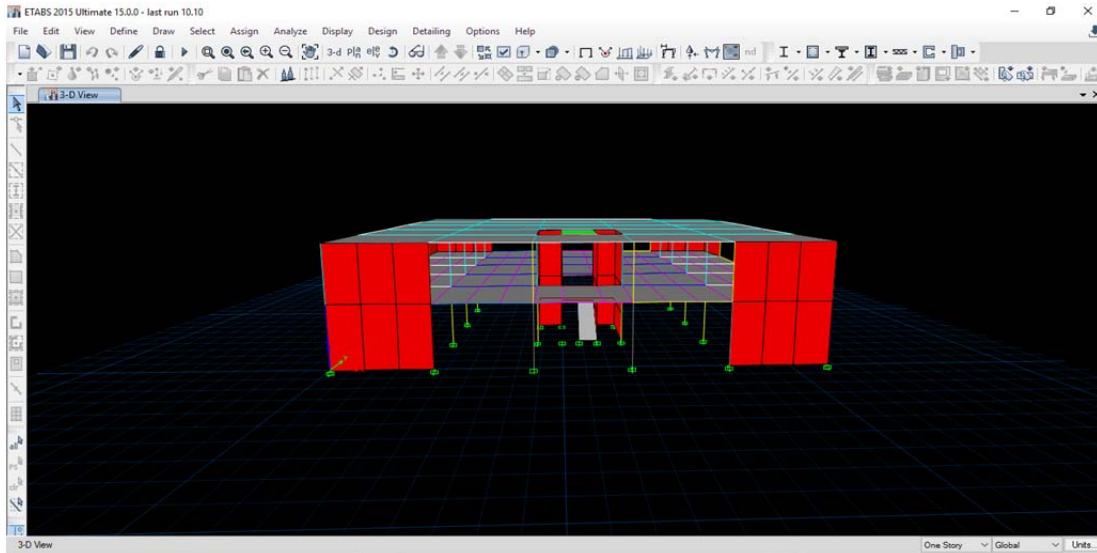 ETABS 2015 Ultimate 15.0.0 - last run 10.10
File Edit View Define Draw Select Assign Analyze Display Design Detailing Options Help
3-d
nd
3-D View
3-D View
One Story Global Units...